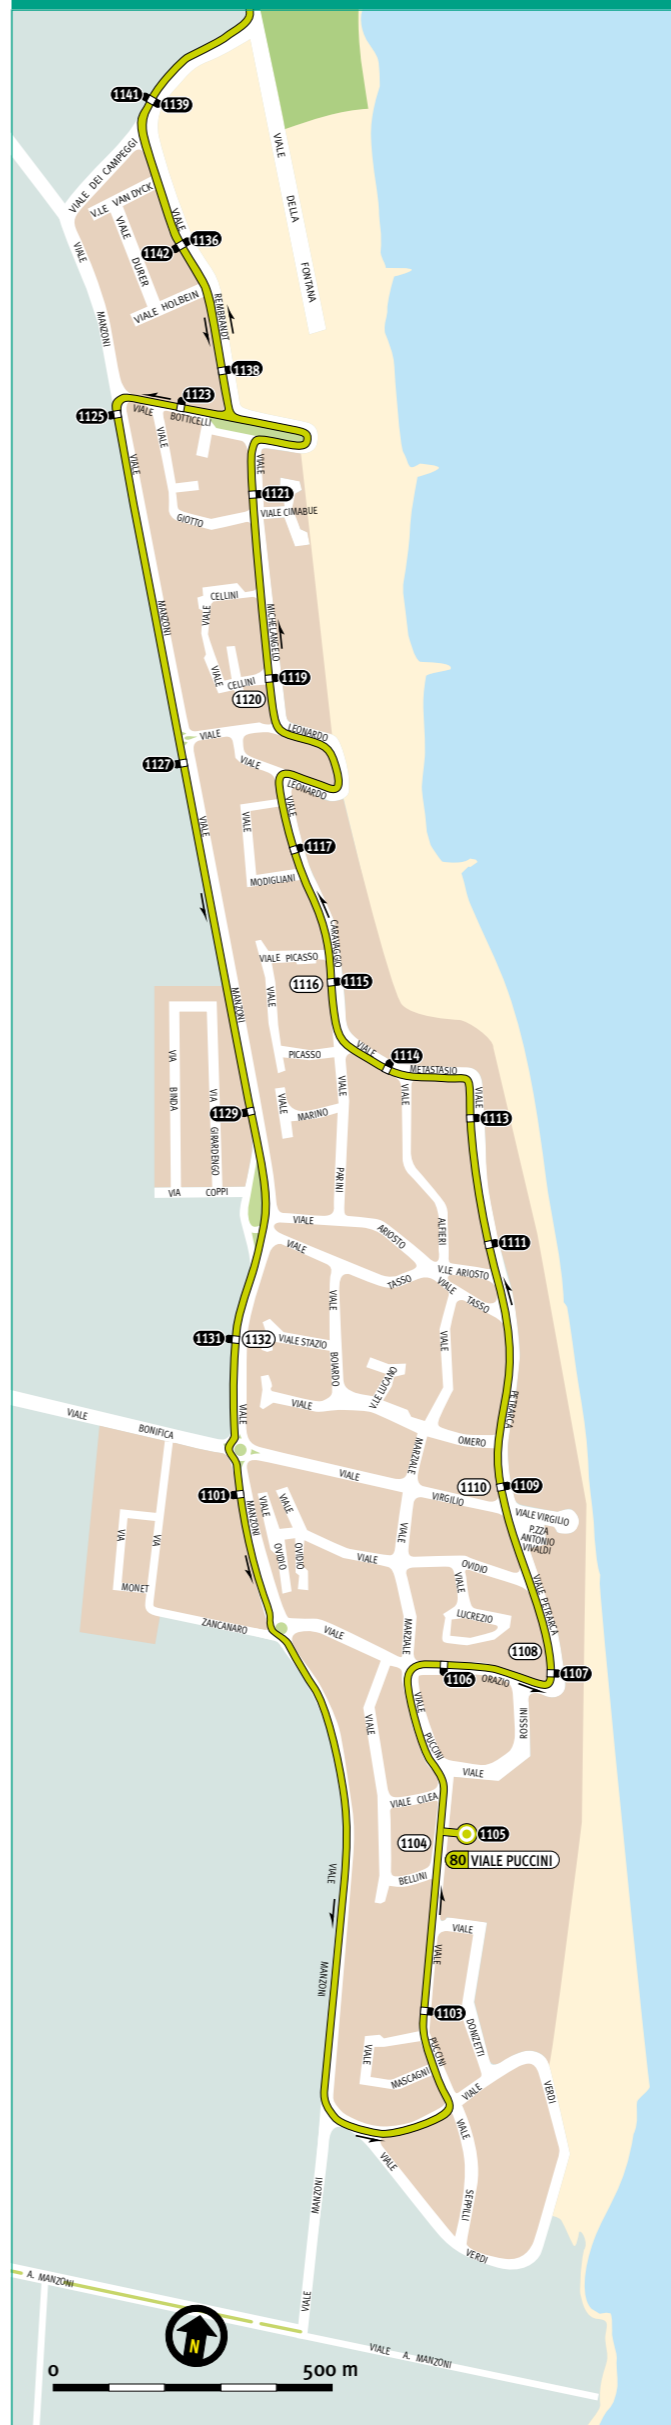 1141
1139
VIALE
DELLA
FONTANA
VIALE DEI CAMPEGGI
V.LE VAN DYCK
VIALE
DURER
VIALE HOLBEIN
VIALE
1136
1142
REMBRANDT
VIALE
MANZONI
1138
1123
1125
VIALE
BOTTICELLI
VIALE
GIOTTO
VIALE
VIALE
1121
VIALE CIMABUE
MANZONI
CELLINI
VIALE
MICHELANGELO
VIALE
CELLINI
1119
1120
VIALE
LEONARDO
1127
VIALE
LEONARDO
VIALE
VIALE
VIALE
1117
MODIGLIANI
CARAVAGGIO
VIALE PICASSO
1116
1115
VIALE
MANZONI
PICASSO
VIALE
1114
METASTASIO
VIA
BINDA
VIA
GIRARDENGO
1129
VIALE
MARINO
VIALE
PARINI
VIALE
VIALE
1113
VIA
COPPI
VIALE
ARIOSTO
ALFIERI
1111
VIALE
TASSO
V.LE ARIOSTO
VIALE
TASSO
1131
1132
VIALE STAZIO
VIALE
BOIARDO
V.LE LUCANO
VIALE
VIALE
OMERO
PETRARCA
VIALE
BONIFICA
VIALE
MARZIALE
VIALE
VIRGILIO
1110
1109
VIALE VIRGILIO
P.ZZA
ANTONIO
VIVALDI
1101
MANZONI
VIALE
OVIDIO
VIALE
OVIDIO
VIALE
VIALE
OVIDIO
VIA
VIA
MONET
ZANCANARO
VIALE
MARZIALE
VIALE
LUCREZIO
VIALE PETRARCA
1108
1107
1106
ORAZIO
VIALE
VIALE
PUCCINI
ROSSINI
VIALE
VIALE CILEA
1104
1105
80 VIALE PUCCINI
BELLINI
VIALE
MANZONI
VIALE
VIALE
DONIZETTI
1103
VIALE
MASCAGNI
PUCCINI
VIALE
VERDI
VIALE
SEPPILLI
VIALE
VERDI
MANZONI
VIALE
A. MANZONI
VIALE A. MANZONI
N
0 500 m